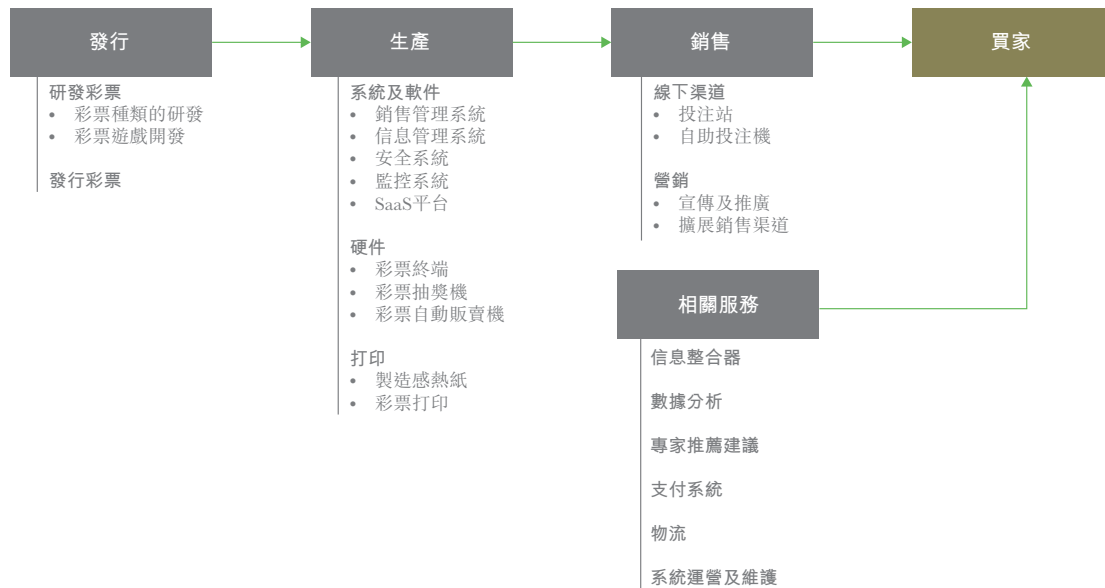 發行
研發彩票
• 彩票種類的研發
• 彩票遊戲開發
發行彩票
生產
系統及軟件
• 銷售管理系統
• 信息管理系統
• 安全系統
• 監控系統
• SaaS平台
硬件
• 彩票終端
• 彩票抽獎機
• 彩票自動販賣機
打印
• 製造感熱紙
• 彩票打印
銷售
線下渠道
• 投注站
• 自助投注機
營銷
• 宣傳及推廣
• 擴展銷售渠道
買家
相關服務
信息整合器
數據分析
專家推薦建議
支付系統
物流
系統運營及維護